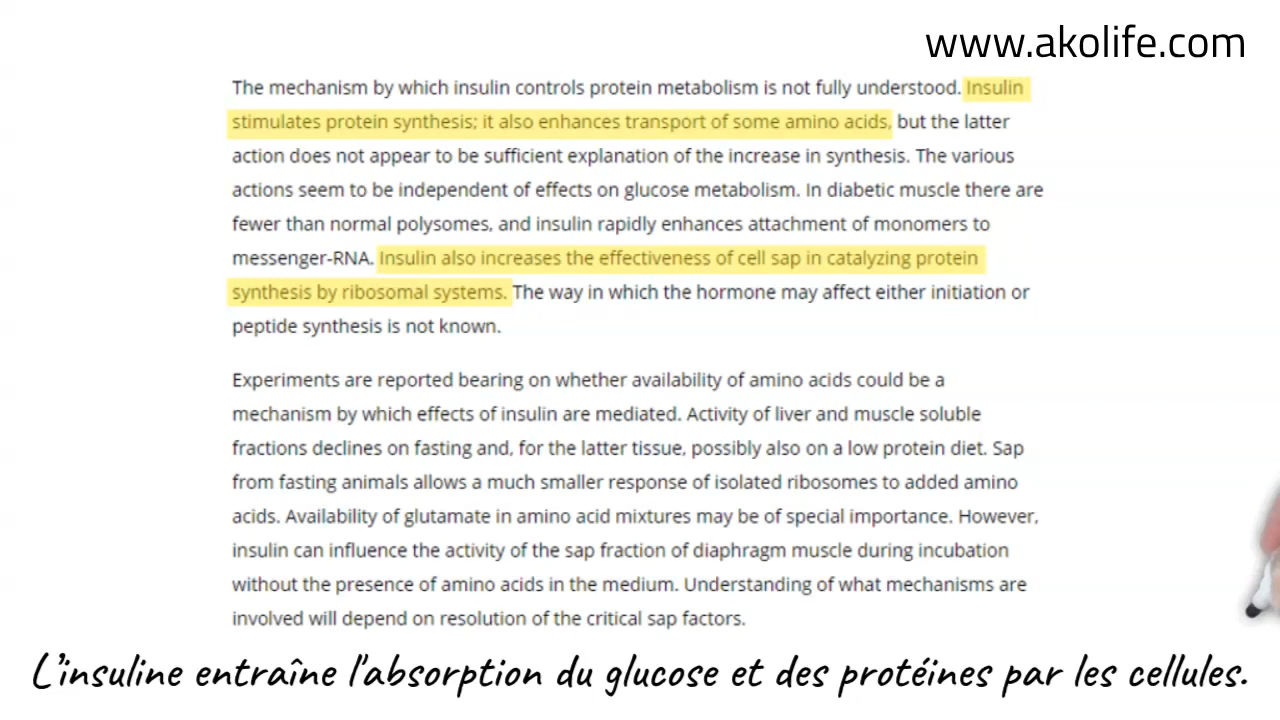 www.akolife.com
The mechanism by which insulin controls protein metabolism is not fully understood. Insulin
stimulates protein synthesis; it also enhances transport of some amino acids, but the latter
action does not appear to be sufficient explanation of the increase in synthesis. The various
actions seem to be independent of effects on glucose metabolism. In diabetic muscle there are
fewer than normal polysomes, and insulin rapidly enhances attachment of monomers to
messenger-RNA. Insulin also increases the effectiveness of cell sap in catalyzing protein
synthesis by ribosomal systems. The way in which the hormone may affect either initiation or
peptide synthesis is not known.
Experiments are reported bearing on whether availability of amino acids could be a
mechanism by which effects of insulin are mediated. Activity of liver and muscle soluble
fractions declines on fasting and, for the latter tissue, possibly also on a low protein diet. Sap
from fasting animals allows a much smaller response of isolated ribosomes to added amino
acids. Availability of glutamate in amino acid mixtures may be of special importance. However,
insulin can influence the activity of the sap fraction of diaphragm muscle during incubation
without the presence of amino acids in the medium. Understanding of what mechanisms are
involved will depend on resolution of the critical sap factors.
L'insuline entraîne l'absorption du glucose et des protéines par les cellules.